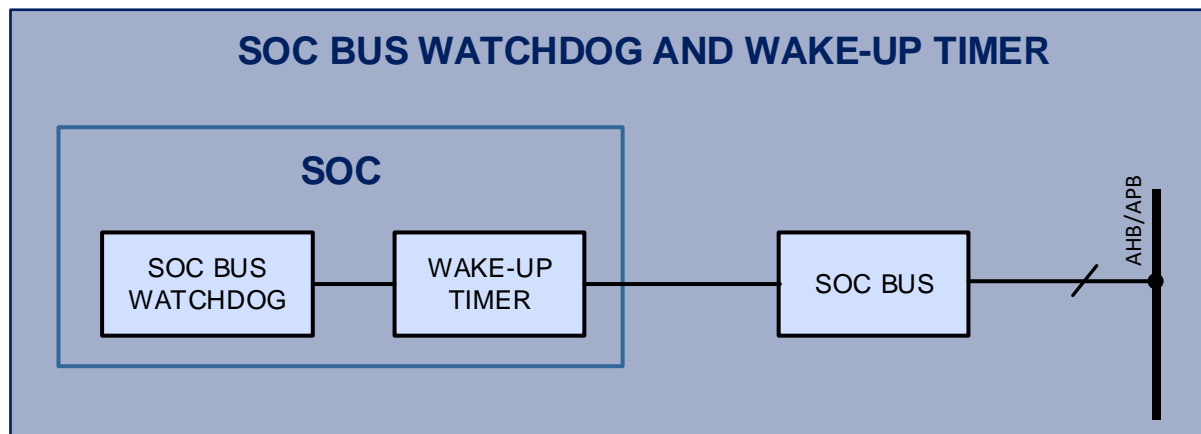 SOC BUS WATCHDOG AND WAKE-UP TIMER
SOC
SOC BUS
WATCHDOG
WAKE-UP
TIMER
SOC BUS
AHB/APB